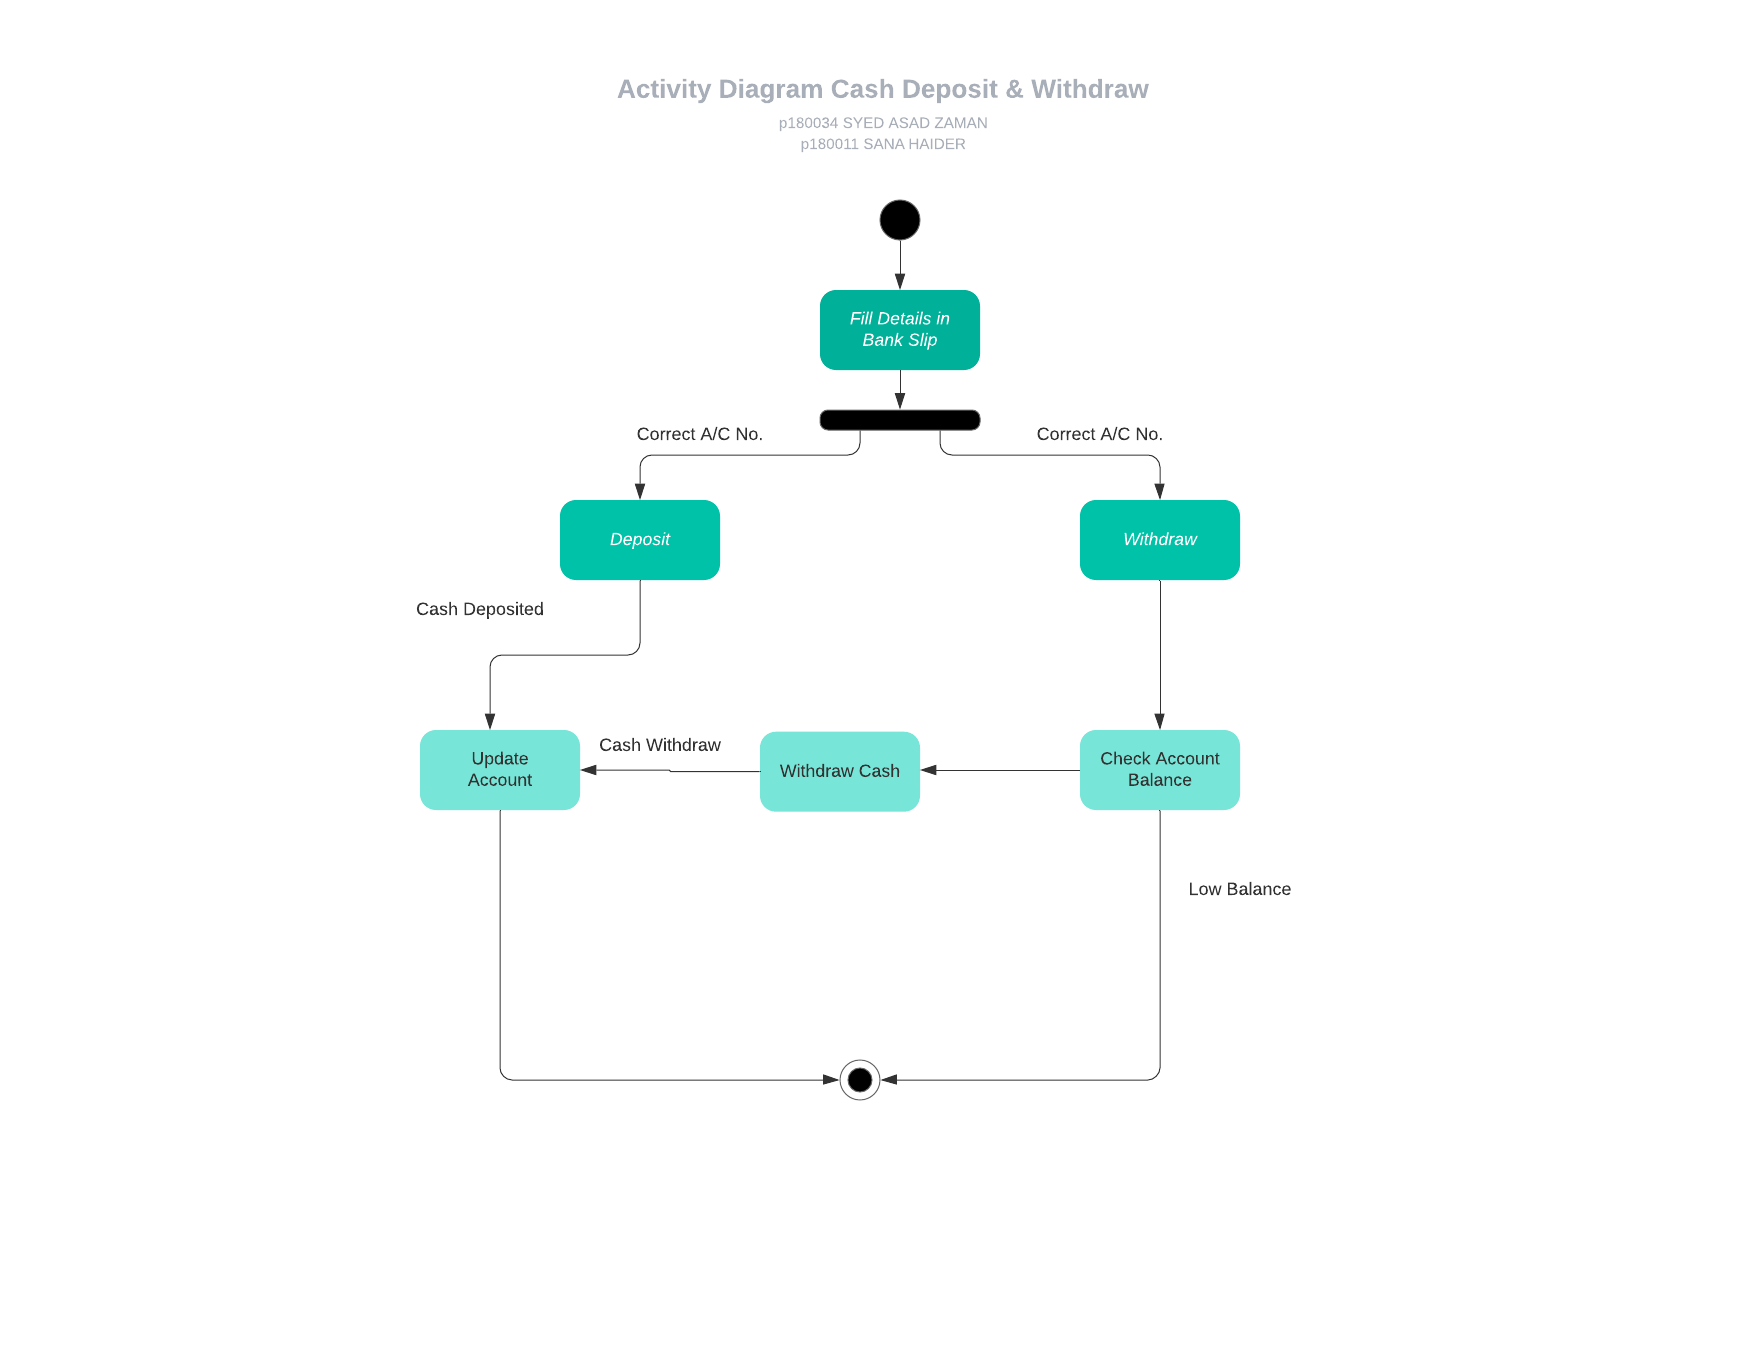 Activity Diagram Cash Deposit & Withdraw
p180034 SYED ASAD ZAMAN
p180011 SANA HAIDER
Fill Details in
Bank Slip
Correct A/C No.
Correct A/C No.
Deposit
Withdraw
Cash Deposited
Update
Account
Cash Withdraw
Withdraw Cash
Check Account
Balance
Low Balance